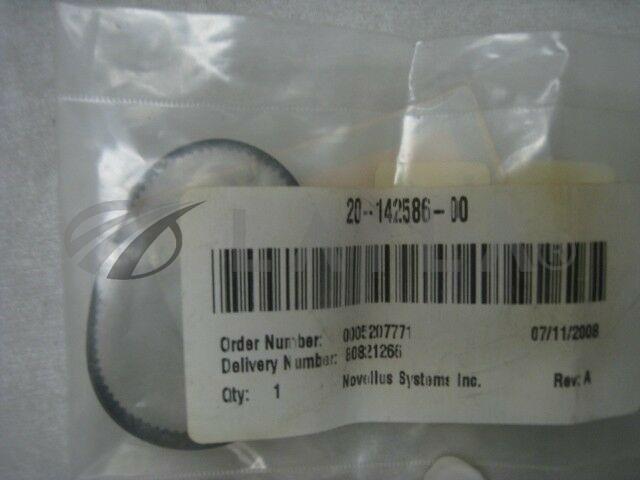 20-142586-00
Order Number: 0005207771 07/11/2008
Delivery Number: 80821266
Qty: 1 Novellus Systems Inc. Rev: A